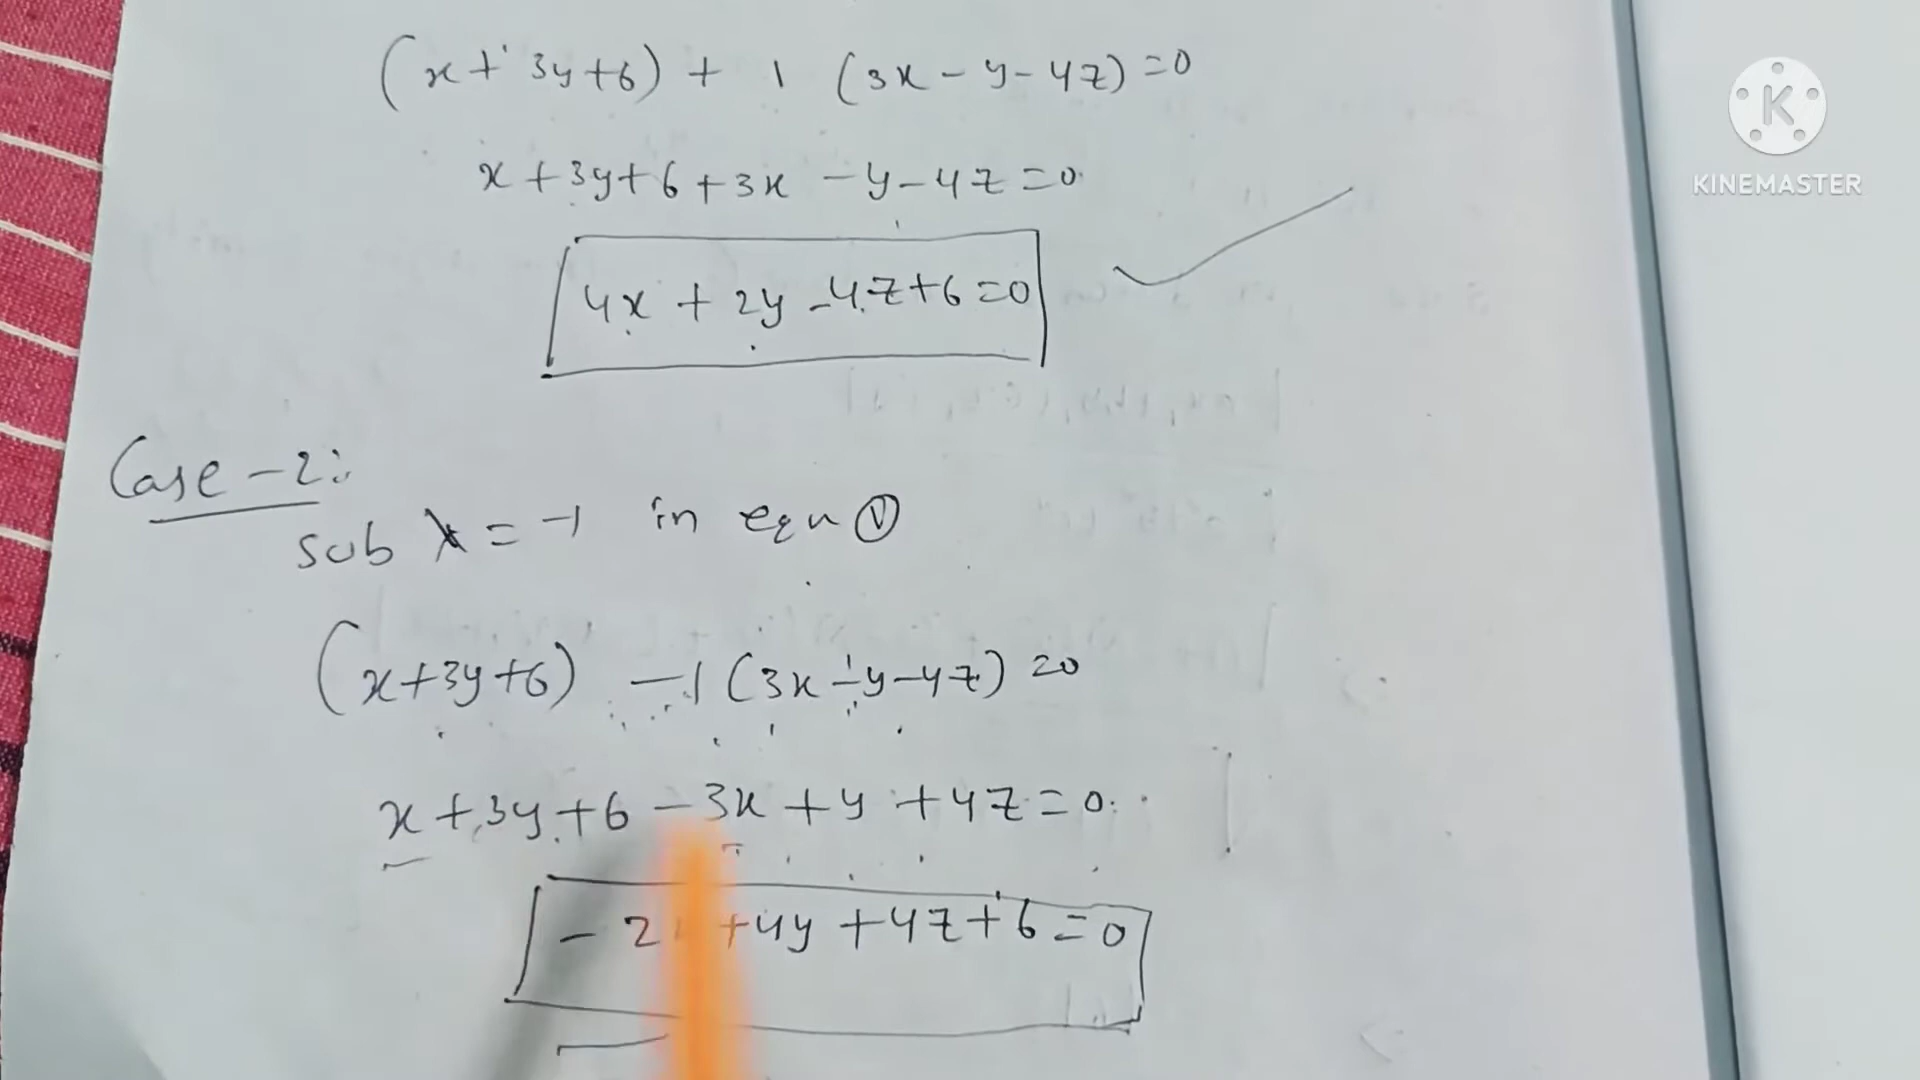 (x + 3y + 6) + 1 (3x - y - 4z) = 0
x + 3y + 6 + 3x - y - 4z = 0
4x + 2y - 4z + 6 = 0
Case - 2:
sub λ = -1 in equ ①
(x + 3y + 6) - 1 (3x - y - 4z) = 0
x + 3y + 6 - 3x + y + 4z = 0
- 2x + 4y + 4z + 6 = 0
K
KINEMASTER